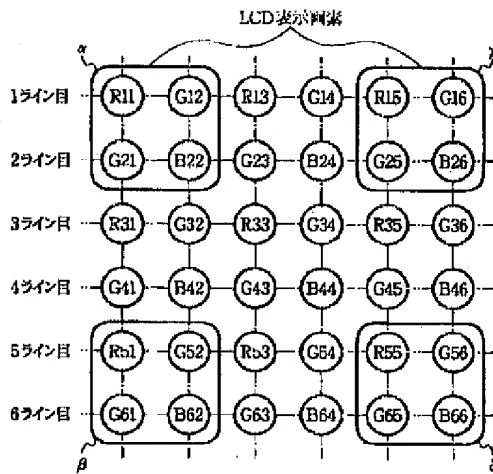 LCD表示画素
α γ
1ライン目 R11 G12 R13 G14 R15 G16
2ライン目 G21 B22 G23 B24 G25 B26
3ライン目 R31 G32 R33 G34 R35 G36
4ライン目 G41 B42 G43 B44 G45 B46
5ライン目 R51 G52 R53 G54 R55 G56
6ライン目 G61 B62 G63 B64 G65 B66
β